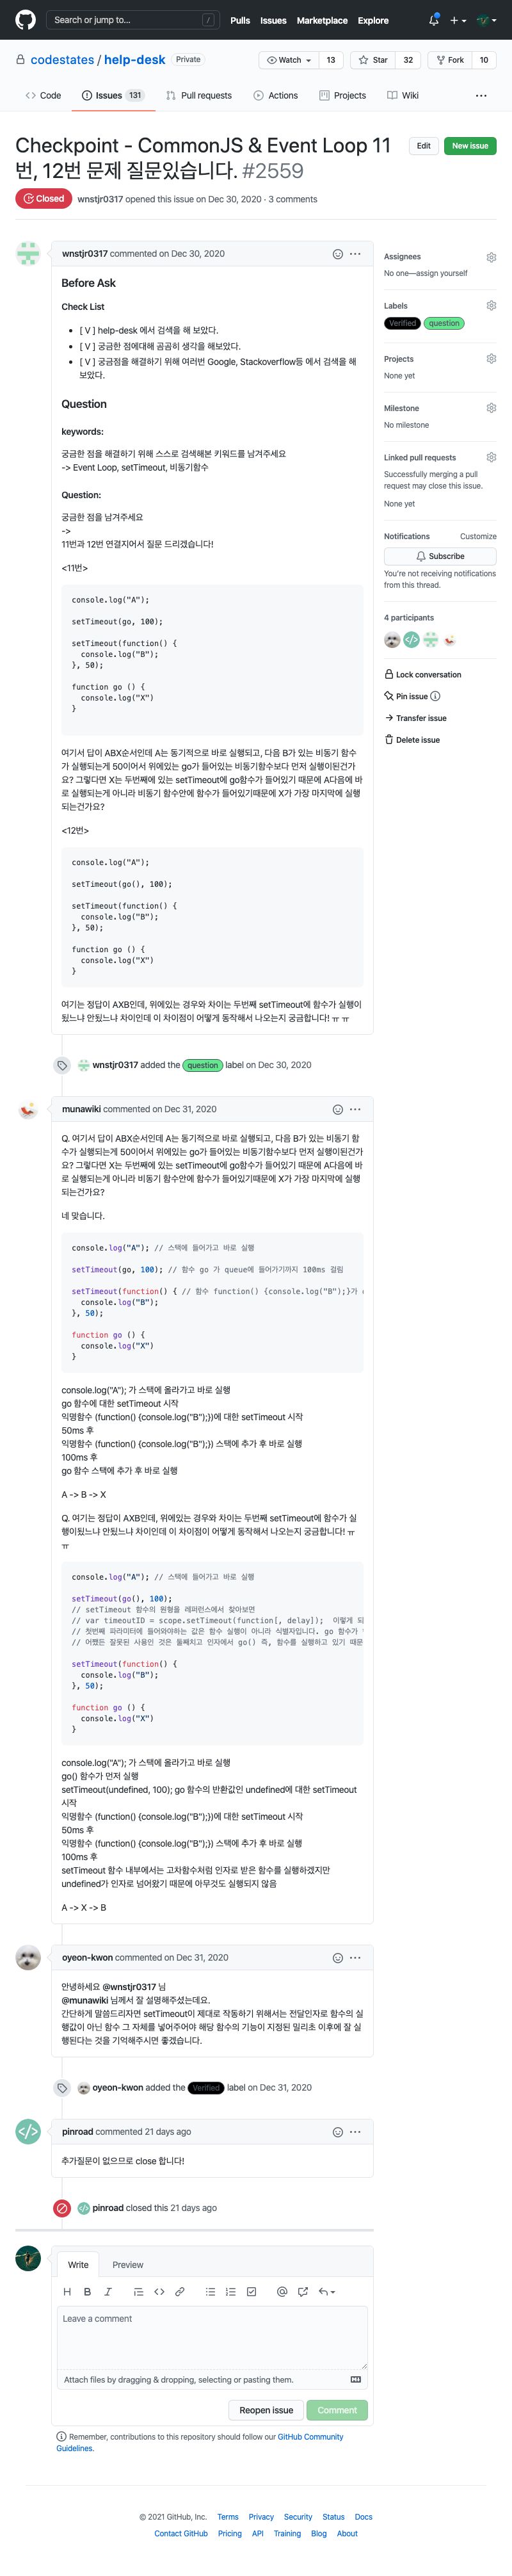 Search or jump to...
/
Pulls Issues Marketplace Explore
codestates / help-desk Private
Watch 13 Star 32 Fork 10
Code Issues 131 Pull requests Actions Projects Wiki
Checkpoint - CommonJS & Event Loop 11
번, 12번 문제 질문있습니다. #2559
Edit New issue
Closed wnstjr0317 opened this issue on Dec 30, 2020 · 3 comments
wnstjr0317 commented on Dec 30, 2020
Before Ask
Check List
[ V ] help-desk 에서 검색을 해 보았다.
[ V ] 궁금한 점에대해 곰곰히 생각을 해보았다.
[ V ] 궁금점을 해결하기 위해 여러번 Google, Stackoverflow등 에서 검색을 해
보았다.
Question
keywords:
궁금한 점을 해결하기 위해 스스로 검색해본 키워드를 남겨주세요
-> Event Loop, setTimeout, 비동기함수
Question:
궁금한 점을 남겨주세요
->
11번과 12번 연결지어서 질문 드리겠습니다!
<11번>
console.log("A");
setTimeout(go, 100);
setTimeout(function() {
console.log("B");
}, 50);
function go () {
console.log("X")
}
여기서 답이 ABX순서인데 A는 동기적으로 바로 실행되고, 다음 B가 있는 비동기 함수
가 실행되는게 50이어서 위에있는 go가 들어있는 비동기함수보다 먼저 실행이된건가
요? 그렇다면 X는 두번째에 있는 setTimeout에 go함수가 들어있기 때문에 A다음에 바
로 실행되는게 아니라 비동기 함수안에 함수가 들어있기때문에 X가 가장 마지막에 실행
되는건가요?
<12번>
console.log("A");
setTimeout(go(), 100);
setTimeout(function() {
console.log("B");
}, 50);
function go () {
console.log("X")
}
여기는 정답이 AXB인데, 위에있는 경우와 차이는 두번째 setTimeout에 함수가 실행이
됬느냐 안됬느냐 차이인데 이 차이점이 어떻게 동작해서 나오는지 궁금합니다! ㅠ ㅠ
wnstjr0317 added the question label on Dec 30, 2020
munawiki commented on Dec 31, 2020
Q. 여기서 답이 ABX순서인데 A는 동기적으로 바로 실행되고, 다음 B가 있는 비동기 함
수가 실행되는게 50이어서 위에있는 go가 들어있는 비동기함수보다 먼저 실행이된건가
요? 그렇다면 X는 두번째에 있는 setTimeout에 go함수가 들어있기 때문에 A다음에 바
로 실행되는게 아니라 비동기 함수안에 함수가 들어있기때문에 X가 가장 마지막에 실행
되는건가요?
네 맞습니다.
console.log("A"); // 스택에 들어가고 바로 실행
setTimeout(go, 100); // 함수 go 가 queue에 들어가기까지 100ms 걸림
setTimeout(function() { // 함수 function() {console.log("B");}가
console.log("B");
}, 50);
function go () {
console.log("X")
}
console.log("A"); 가 스택에 올라가고 바로 실행
go 함수에 대한 setTimeout 시작
익명함수 (function() {console.log("B");})에 대한 setTimeout 시작
50ms 후
익명함수 (function() {console.log("B");}) 스택에 추가 후 바로 실행
100ms 후
go 함수 스택에 추가 후 바로 실행
A -> B -> X
Q. 여기는 정답이 AXB인데, 위에있는 경우와 차이는 두번째 setTimeout에 함수가 실
행이됬느냐 안됬느냐 차이인데 이 차이점이 어떻게 동작해서 나오는지 궁금합니다! ㅠ
ㅠ
console.log("A"); // 스택에 들어가고 바로 실행
setTimeout(go(), 100);
// setTimeout 함수의 원형을 레퍼런스에서 찾아보면
// var timeoutID = scope.setTimeout(function[, delay]); 이렇게 되
// 첫번째 파라미터에 들어와야하는 값은 함수 실행이 아니라 식별자입니다. go 함수가
// 어쨌든 잘못된 사용인 것은 둘째치고 인자에서 go() 즉, 함수를 실행하고 있기 때문
setTimeout(function() {
console.log("B");
}, 50);
function go () {
console.log("X")
}
console.log("A"); 가 스택에 올라가고 바로 실행
go() 함수가 먼저 실행
setTimeout(undefined, 100); go 함수의 반환값인 undefined에 대한 setTimeout
시작
익명함수 (function() {console.log("B");})에 대한 setTimeout 시작
50ms 후
익명함수 (function() {console.log("B");}) 스택에 추가 후 바로 실행
100ms 후
setTimeout 함수 내부에서는 고차함수처럼 인자로 받은 함수를 실행하겠지만
undefined가 인자로 넘어왔기 때문에 아무것도 실행되지 않음
A -> X -> B
oyeon-kwon commented on Dec 31, 2020
안녕하세요 @wnstjr0317 님
@munawiki 님께서 잘 설명해주셨는데요.
간단하게 말씀드리자면 setTimeout이 제대로 작동하기 위해서는 전달인자로 함수의 실
행값이 아닌 함수 그 자체를 넣어주어야 해당 함수의 기능이 지정된 밀리초 이후에 잘 실
행된다는 것을 기억해주시면 좋겠습니다.
oyeon-kwon added the Verified label on Dec 31, 2020
pinroad commented 21 days ago
추가질문이 없으므로 close 합니다!
pinroad closed this 21 days ago
Write Preview
Leave a comment
Attach files by dragging & dropping, selecting or pasting them.
Reopen issue Comment
Remember, contributions to this repository should follow our GitHub Community
Guidelines.
Assignees
No one—assign yourself
Labels
Verified question
Projects
None yet
Milestone
No milestone
Linked pull requests
Successfully merging a pull
request may close this issue.
None yet
Notifications Customize
Subscribe
You're not receiving notifications
from this thread.
4 participants
Lock conversation
Pin issue
Transfer issue
Delete issue
© 2021 GitHub, Inc. Terms Privacy Security Status Docs
Contact GitHub Pricing API Training Blog About